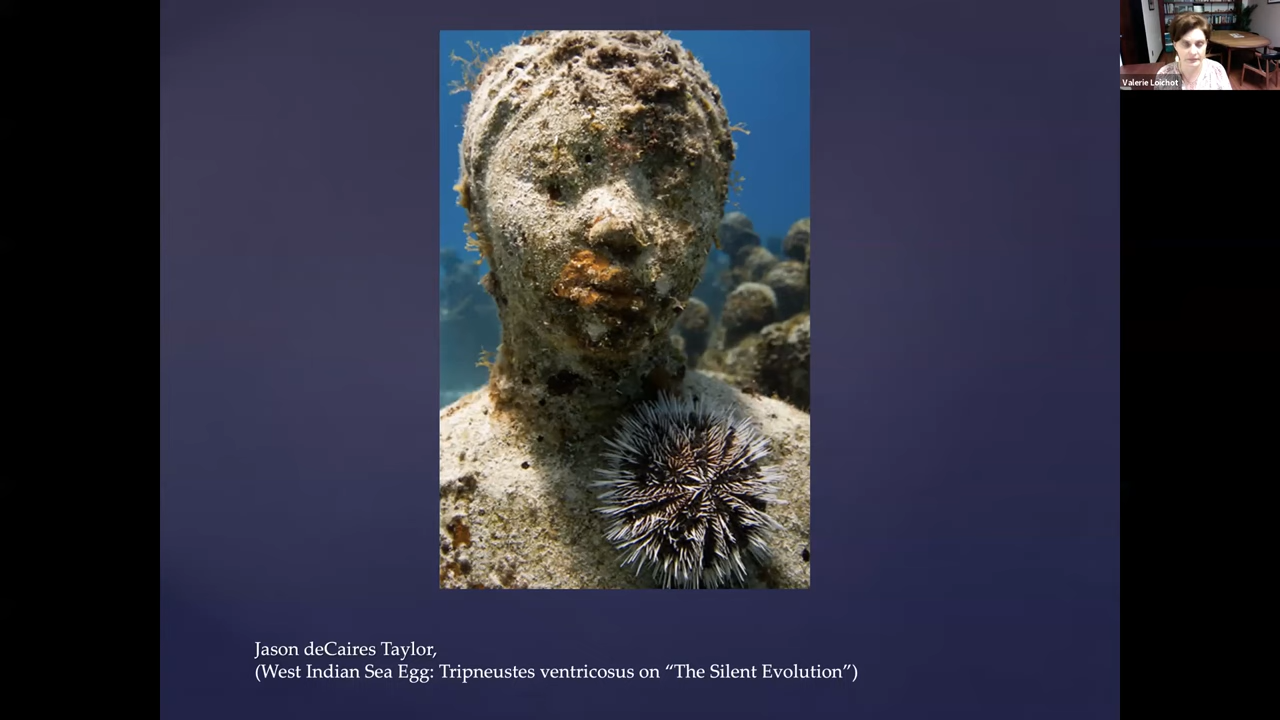 Valerie Loichot
Jason deCaires Taylor,
(West Indian Sea Egg: Tripneustes ventricosus on “The Silent Evolution”)